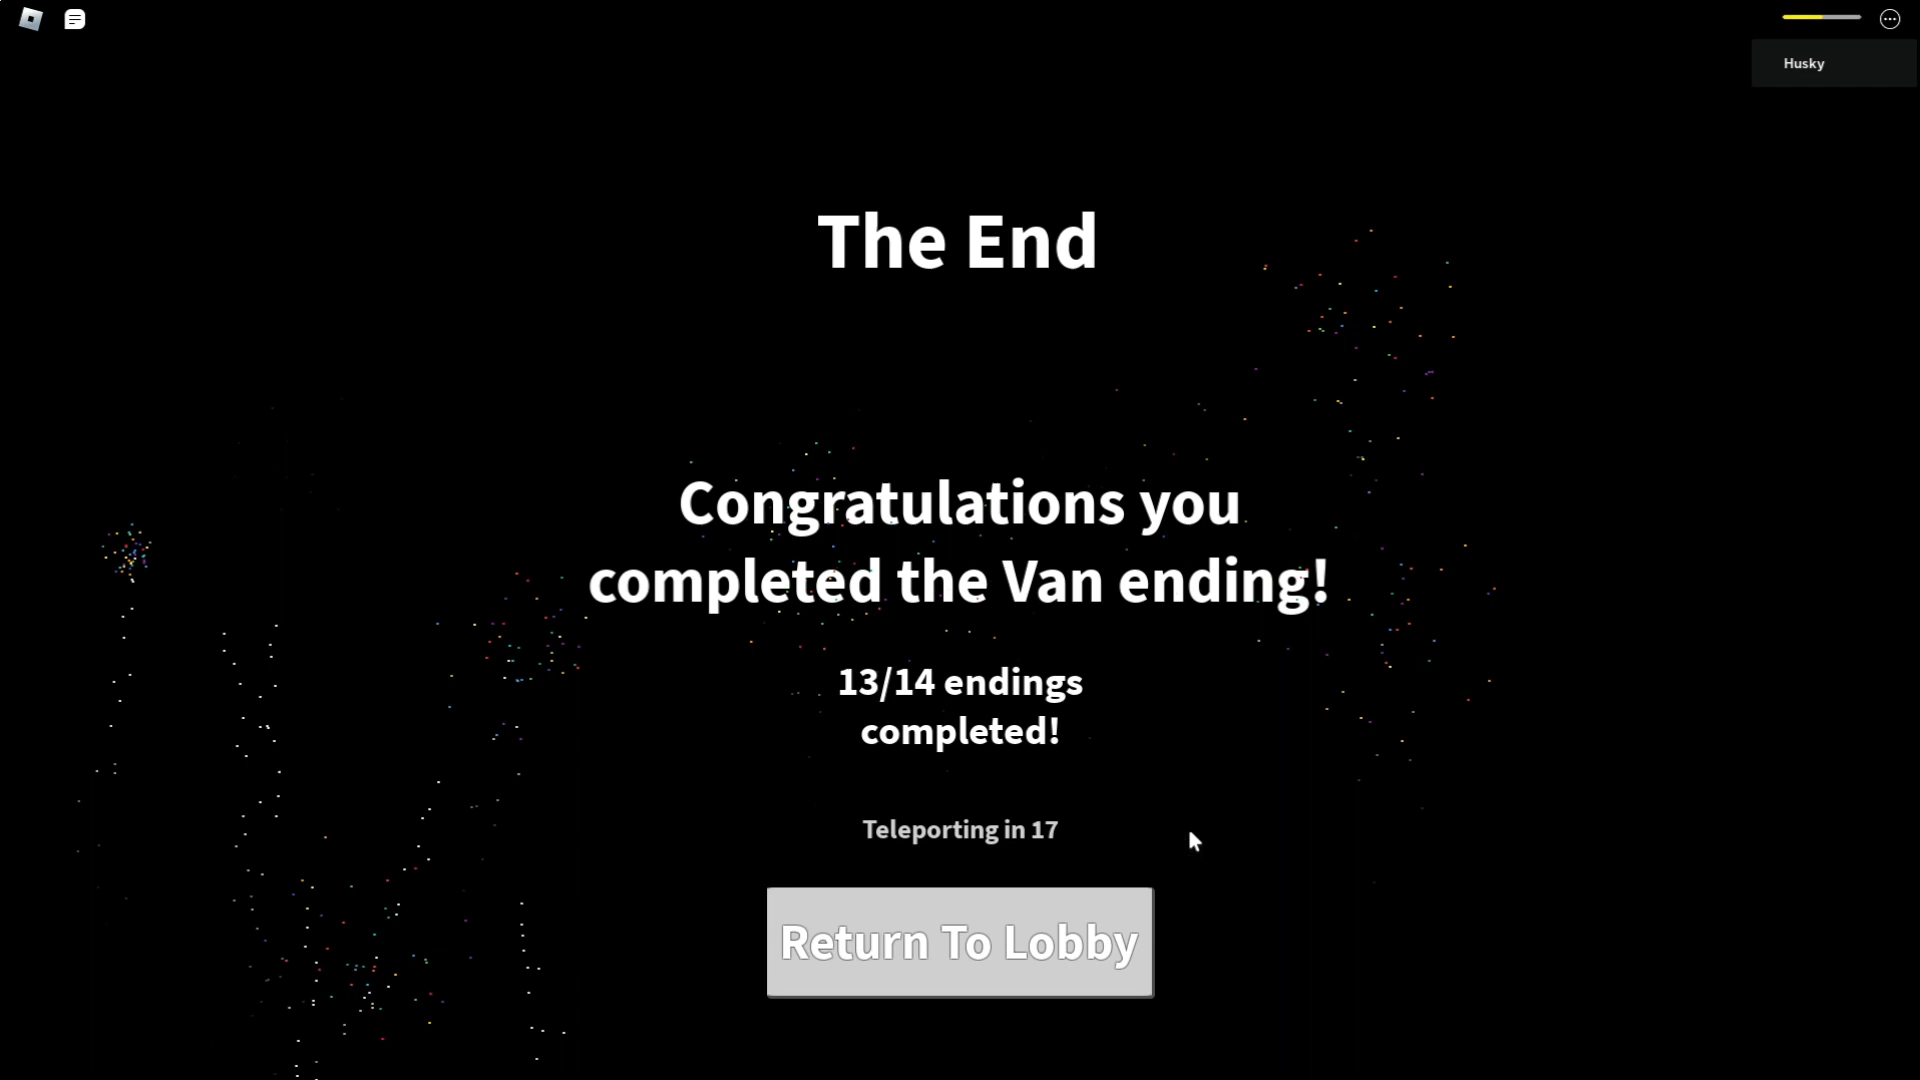 Husky
The End
Congratulations you
completed the Van ending!
13/14 endings
completed!
Teleporting in 17
Return To Lobby